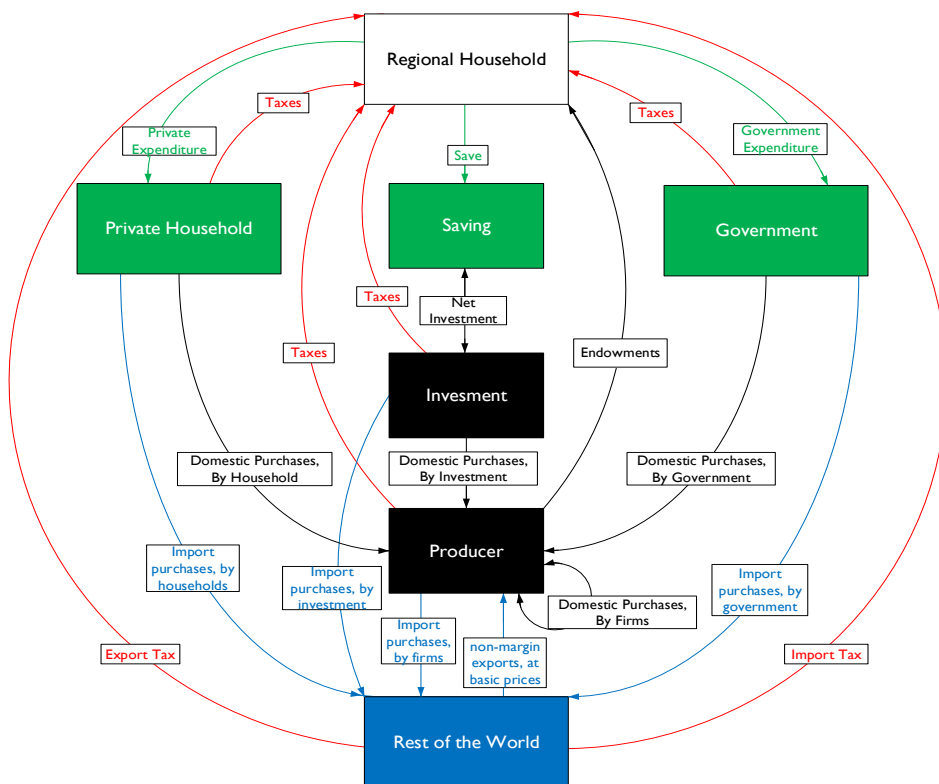 Regional Household
Taxes
Taxes
Private
Expenditure
Government
Expenditure
Save
Private Household
Saving
Government
Taxes
Net
Investment
Taxes
Endowments
Invesment
Domestic Purchases,
By Household
Domestic Purchases,
By Investment
Domestic Purchases,
By Government
Producer
Import
purchases, by
households
Import
purchases, by
investment
Import
purchases, by
government
Domestic Purchases,
By Firms
Import
purchases,
by firms
non-margin
exports, at
basic prices
Export Tax
Import Tax
Rest of the World